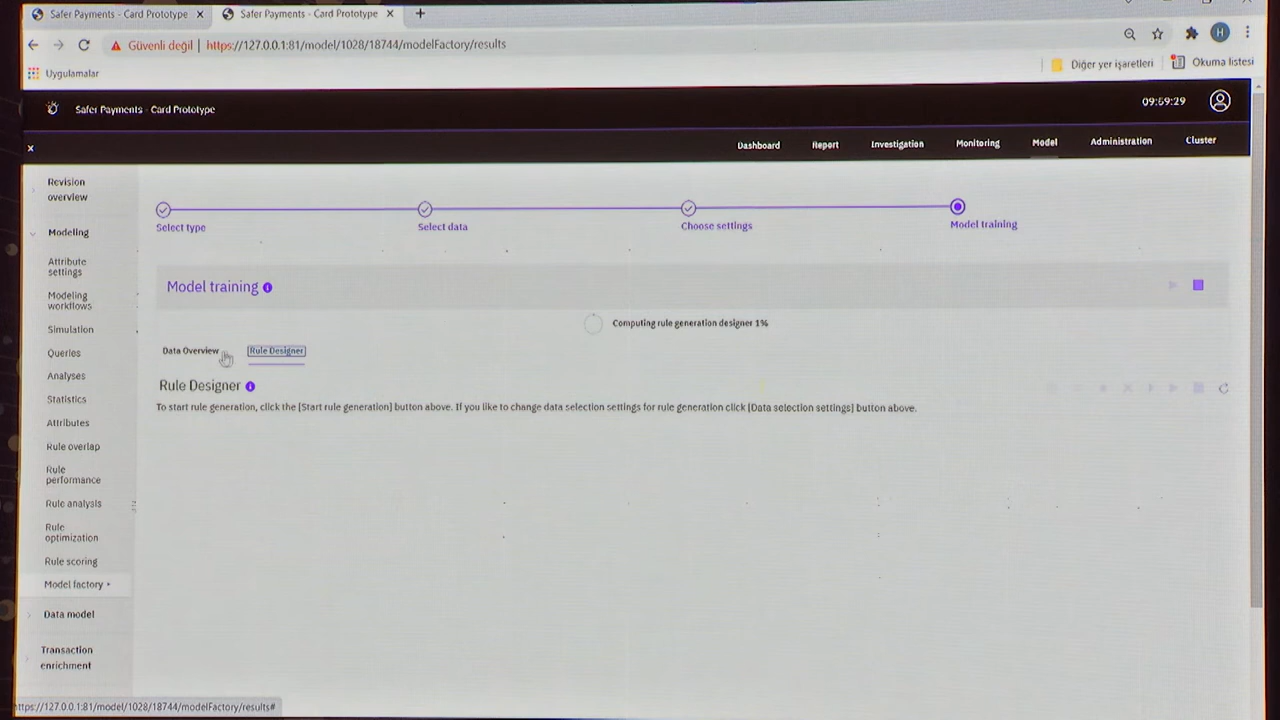 Safer Payments - Card Prototype
Safer Payments - Card Prototype
Güvenli değil | https://127.0.0.1:81/model/1028/18744/modelFactory/results
H
Uygulamalar
Diğer yer işaretleri
Okuma listesi
Safer Payments - Card Prototype
09:59:29
Dashboard Report Investigation Monitoring Model Administration Cluster
Revision
overview
Modeling
Attribute
settings
Modeling
workflows
Simulation
Queries
Analyses
Statistics
Attributes
Rule overlap
Rule
performance
Rule analysis
Rule
optimization
Rule scoring
Model factory
Data model
Transaction
enrichment
Select type
Select data
Choose settings
Model training
Model training
Computing rule generation designer 1%
Data Overview
Rule Designer
Rule Designer
To start rule generation, click the [Start rule generation] button above. If you like to change data selection settings for rule generation click [Data selection settings] button above.
https://127.0.0.1:81/model/1028/18744/modelFactory/results#